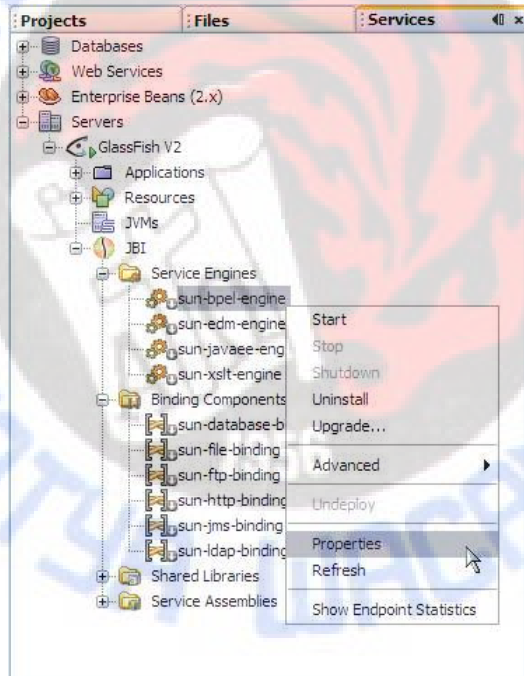 Projects
Files
Services
Databases
Web Services
Enterprise Beans (2.x)
Servers
GlassFish V2
Applications
Resources
JVMs
JBI
Service Engines
sun-bpel-engine
sun-edm-engine
sun-javaee-eng
sun-xslt-engine
Binding Components
sun-database-b
sun-file-binding
sun-ftp-binding
sun-http-binding
sun-jms-binding
sun-ldap-binding
Shared Libraries
Service Assemblies
Start
Stop
Shutdown
Uninstall
Upgrade...
Advanced
Undeploy
Properties
Refresh
Show Endpoint Statistics